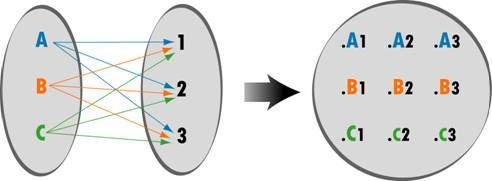 A 1
B 2
C 3
.A1 .A2 .A3
.B1 .B2 .B3
.C1 .c2 .c3